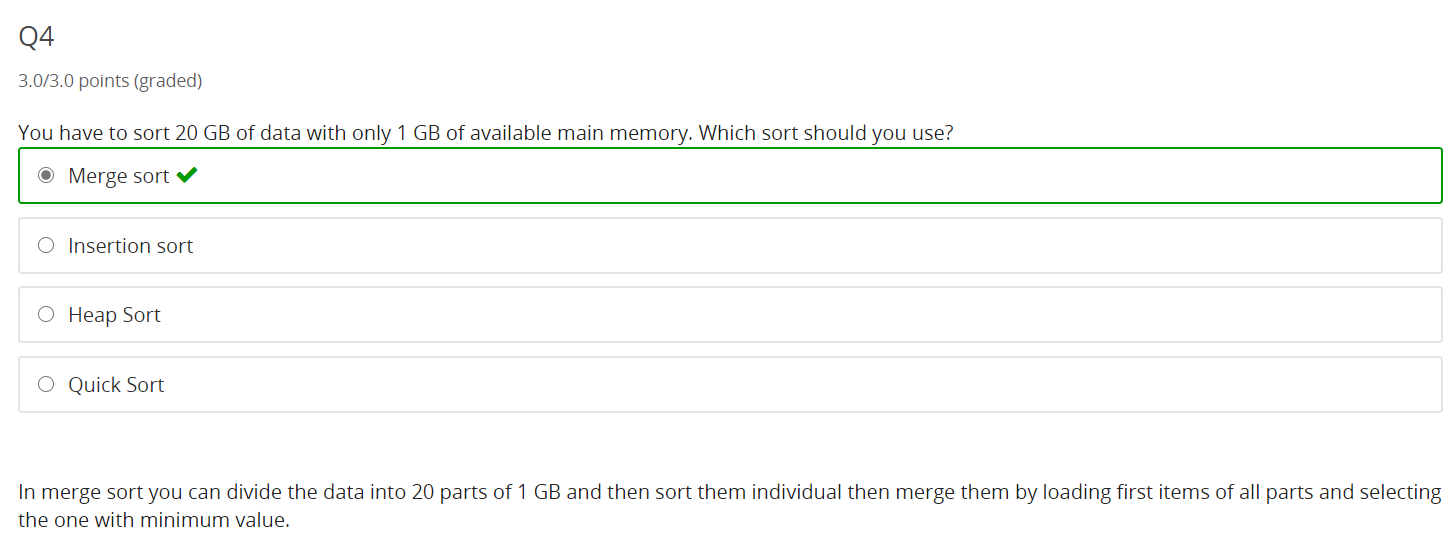 Q4
3.0/3.0 points (graded)
You have to sort 20 GB of data with only 1 GB of available main memory. Which sort should you use?
Merge sort
Insertion sort
Heap Sort
Quick Sort
In merge sort you can divide the data into 20 parts of 1 GB and then sort them individual then merge them by loading first items of all parts and selecting
the one with minimum value.